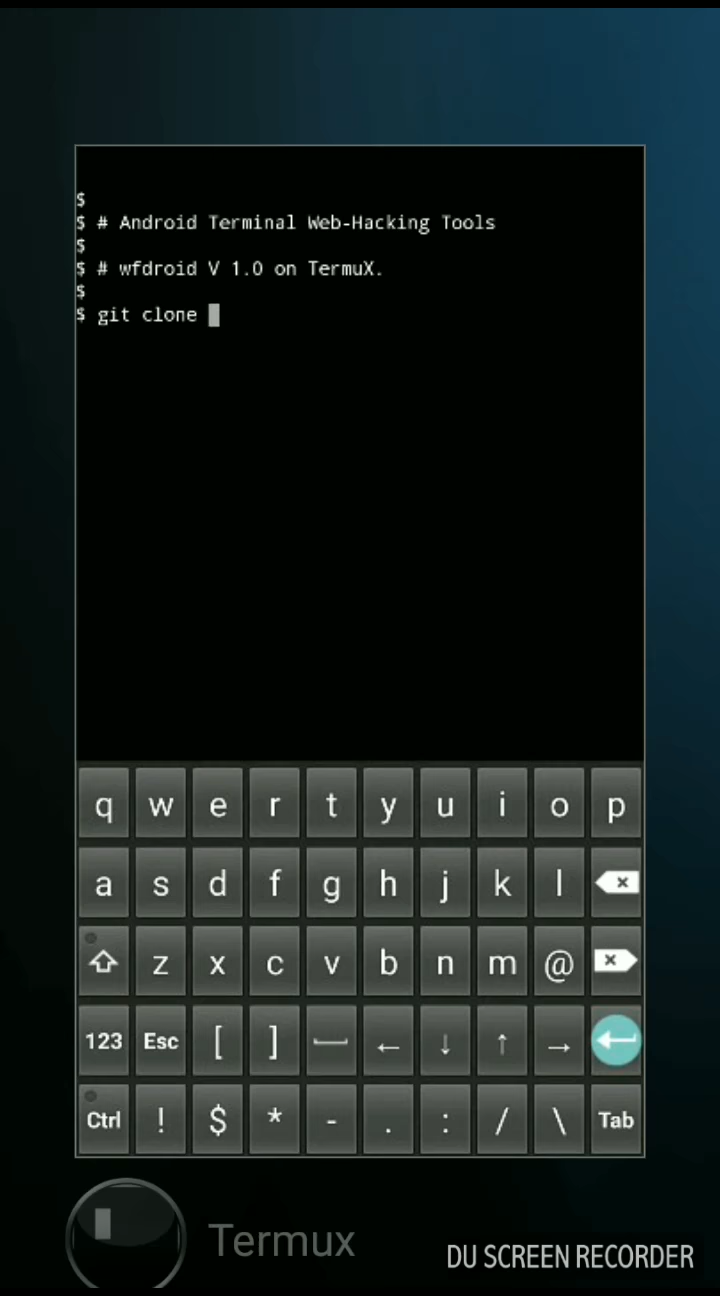 $
$ # Android Terminal Web-Hacking Tools
$
$ # wfdroid V 1.0 on TermuX.
$
$ git clone
q w e r t y u i o p
a s d f g h j k l
z x c v b n m @
123 Esc [ ] ← ↓ ↑ →
Ctrl ! $ * - . : / \ Tab
Termux
DU SCREEN RECORDER